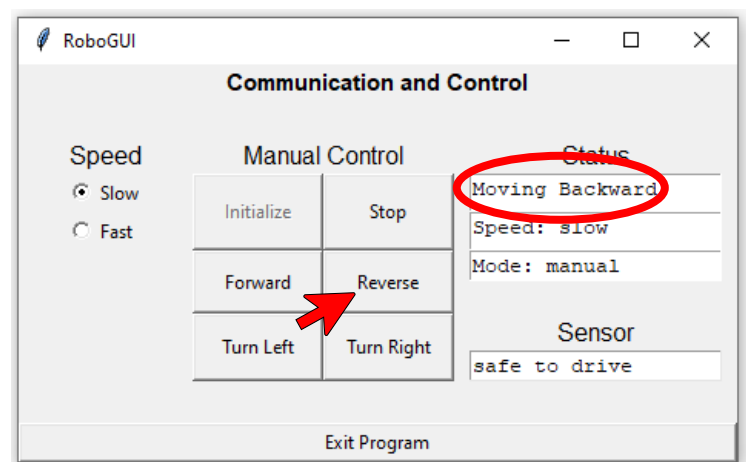 RoboGUI
Communication and Control
Speed
Slow
Fast
Manual Control
Initialize
Stop
Forward
Reverse
Turn Left
Turn Right
Status
Moving Backward
Speed: slow
Mode: manual
Sensor
safe to drive
Exit Program